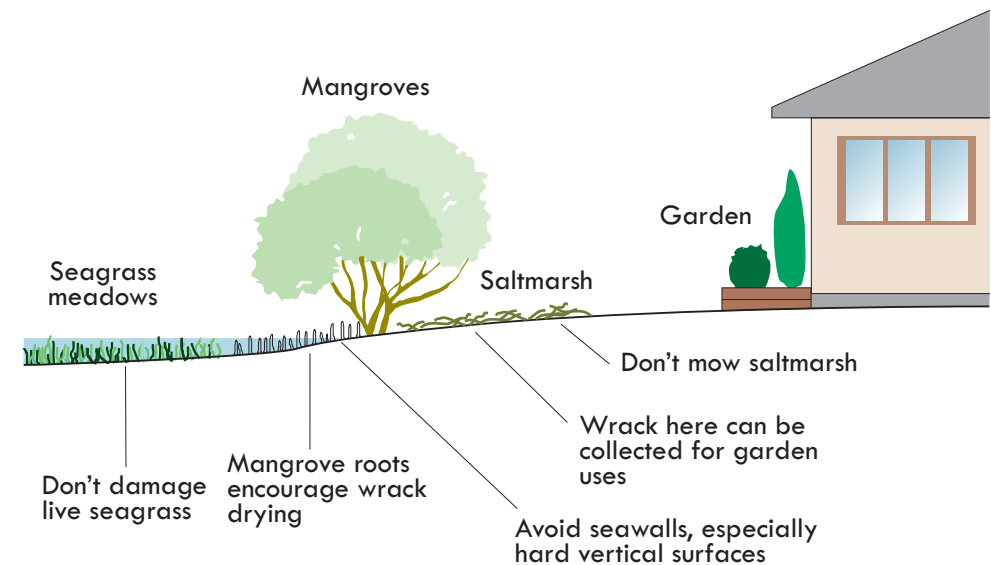 Mangroves
Garden
Seagrass
meadows
Saltmarsh
Don't mow saltmarsh
Wrack here can be
collected for garden
uses
Mangrove roots
encourage wrack
drying
Don't damage
live seagrass
Avoid seawalls, especially
hard vertical surfaces